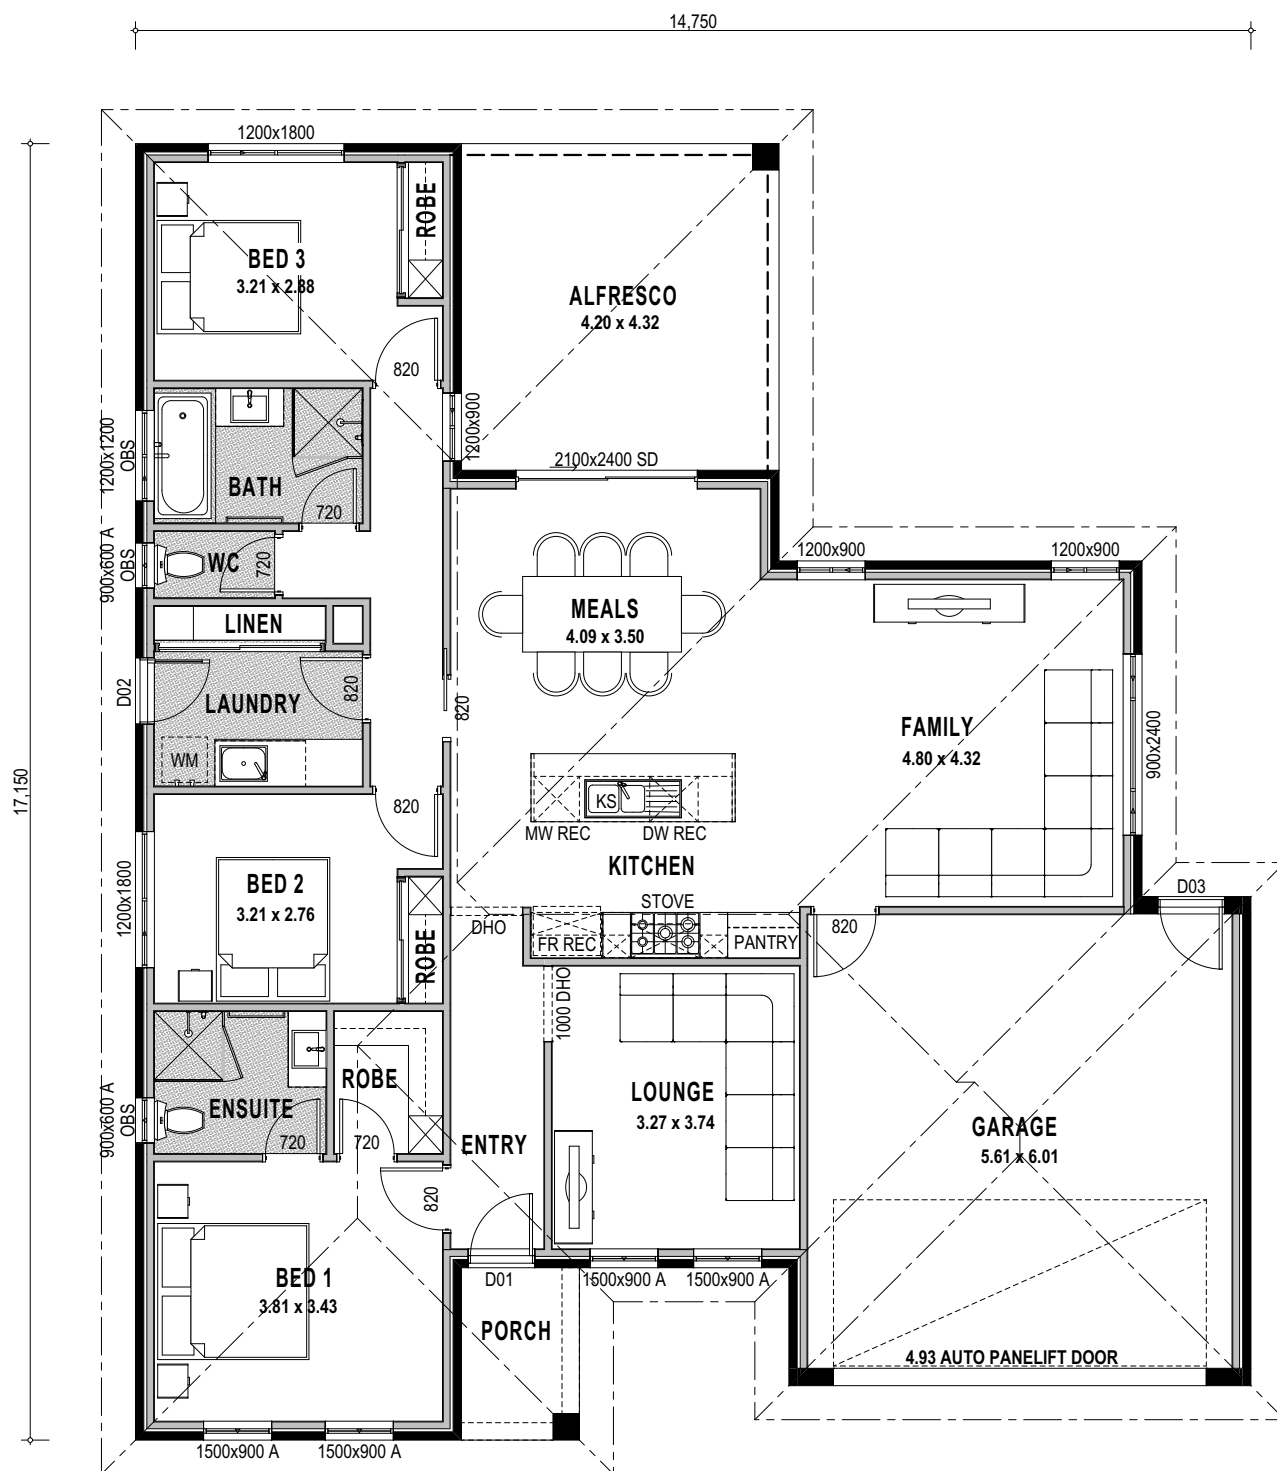 14,750
17,150
1200x1800
BED 3
3.21 x 2.88
ROBE
820
ALFRESCO
4.20 x 4.32
1200x1200
OBS
BATH
720
1200x900
2100x2400 SD
900x600 A
OBS
WC
720
LINEN
MEALS
4.09 x 3.50
1200x900
1200x900
D02
LAUNDRY
820
WM
820
FAMILY
4.80 x 4.32
900x2400
KS
MW REC
DW REC
KITCHEN
STOVE
820
1200x1800
BED 2
3.21 x 2.76
ROBE
DHO
FR REC
PANTRY
820
D03
1000 DHO
900x600 A
OBS
ENSUITE
720
ROBE
720
ENTRY
LOUNGE
3.27 x 3.74
GARAGE
5.61 x 6.01
820
BED 1
3.81 x 3.43
D01
1500x900 A
1500x900 A
PORCH
4.93 AUTO PANELIFT DOOR
1500x900 A
1500x900 A